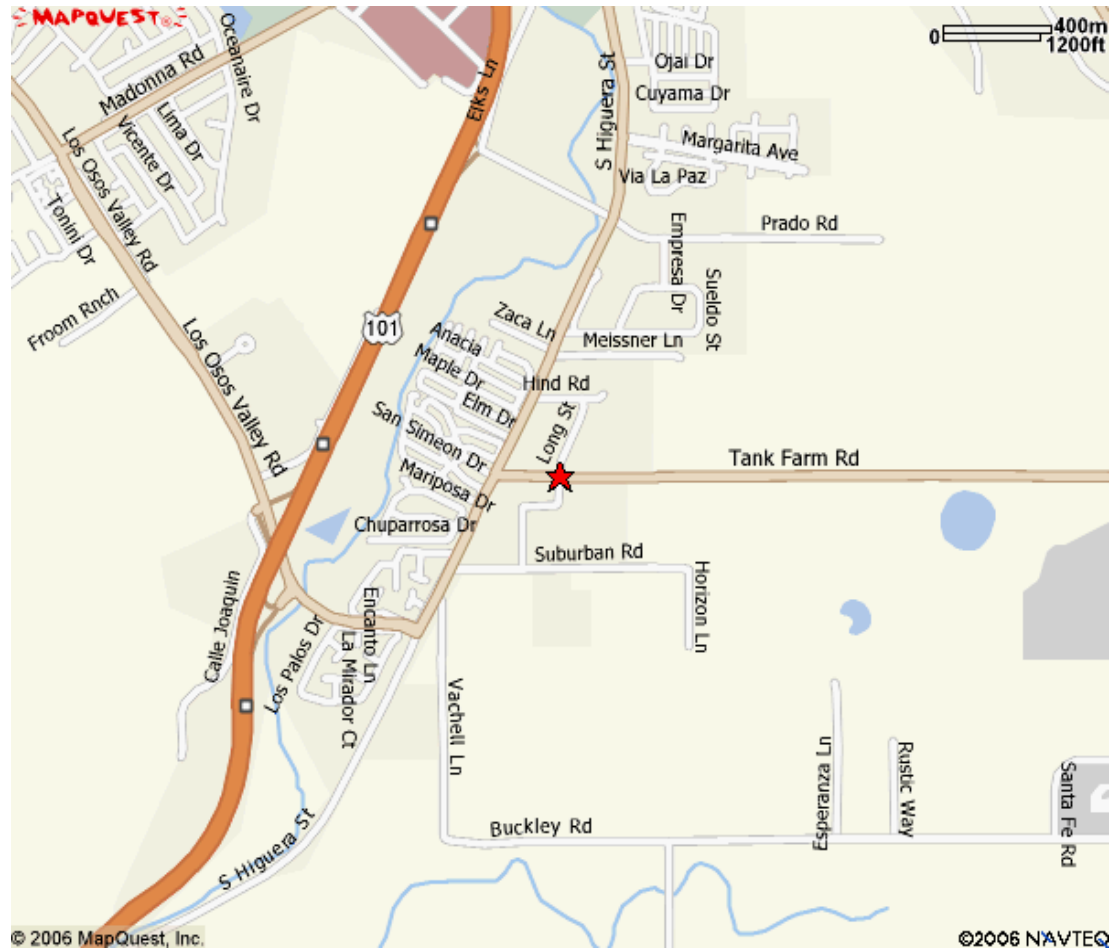 MAPQUEST®
0
400m
1200ft
Oceanaire Dr
Madonna Rd
Lima Dr
Vicente Dr
Elks Ln
S Higuera St
Ojai Dr
Cuyama Dr
Margarita Ave
Via La Paz
Los Osos Valley Rd
Tonini Dr
Froom Rnch
Prado Rd
Empresa Dr
Sueldo St
Zaca Ln
Meissner Ln
101
Los Osos Valley Rd
Anacia
Maple Dr
Elm Dr
Hind Rd
Long St
San Simeon Dr
Mariposa Dr
Tank Farm Rd
Chuparrosa Dr
Suburban Rd
Horizon Ln
Calle Joaquin
Encanto Ln
Los Palos Dr
La Mirador Ct
Vachell Ln
Esperanza Ln
Rustic Way
Santa Fe Rd
S Higuera St
Buckley Rd
© 2006 MapQuest, Inc.
©2006 NAVTEQ